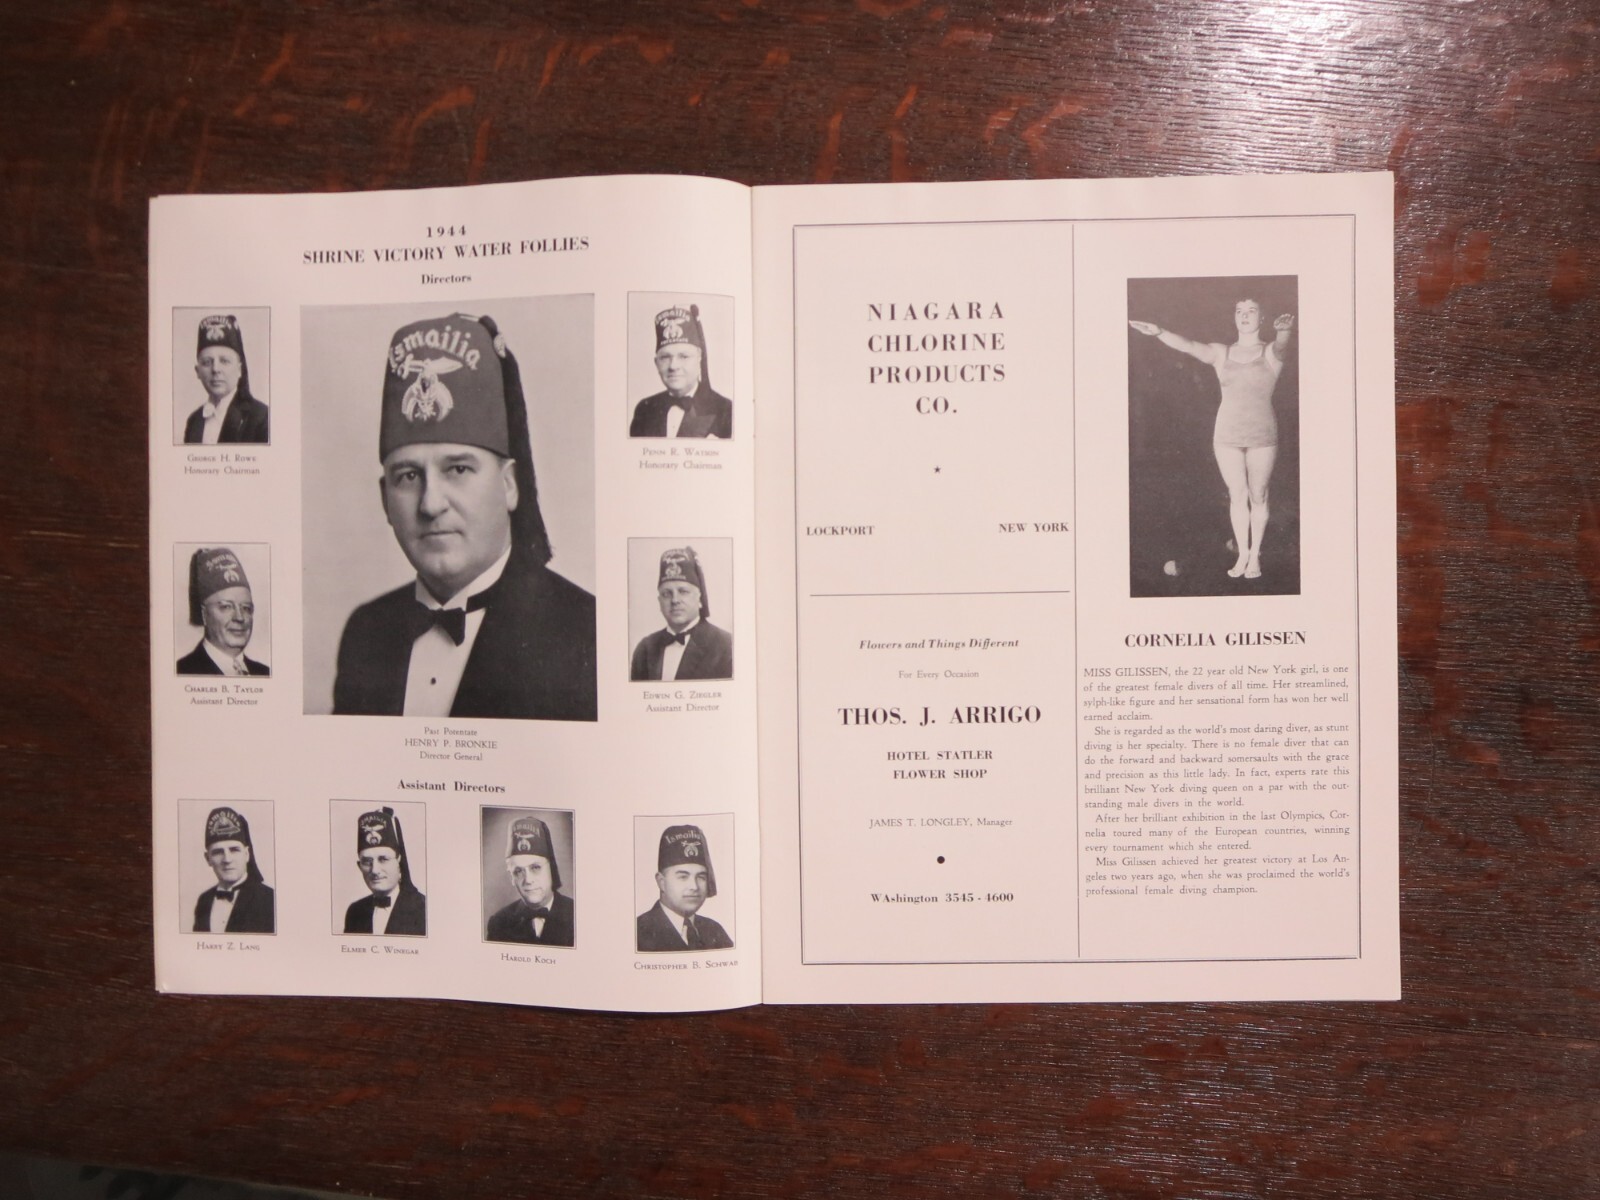 1944
SHRINE VICTORY WATER FOLLIES
Directors
Ismailia
George H. Rowe
Honorary Chairman
Penn R. Watson
Honorary Chairman
Charles B. Taylor
Assistant Director
Edwin G. Ziegler
Assistant Director
Past Potentate
HENRY P. BRONKIE
Director General
Assistant Directors
Harry Z. Lang
Elmer C. Winegar
Harold Koch
Christopher B. Schwab
NIAGARA
CHLORINE
PRODUCTS
CO.
LOCKPORT NEW YORK
Flowers and Things Different
For Every Occasion
THOS. J. ARRIGO
HOTEL STATLER
FLOWER SHOP
JAMES T. LONGLEY, Manager
WAshington 3545 - 4600
CORNELIA GILISSEN
MISS GILISSEN, the 22 year old New York girl, is one
of the greatest female divers of all time. Her streamlined,
sylph-like figure and her sensational form has won her well
earned acclaim.
She is regarded as the world's most daring diver, as stunt
diving is her specialty. There is no female diver that can
do the forward and backward somersaults with the grace
and precision as this little lady. In fact, experts rate this
brilliant New York diving queen on a par with the out-
standing male divers in the world.
After her brilliant exhibition in the last Olympics, Cor-
nelia toured many of the European countries, winning
every tournament which she entered.
Miss Gilissen achieved her greatest victory at Los An-
geles two years ago, when she was proclaimed the world's
professional female diving champion.